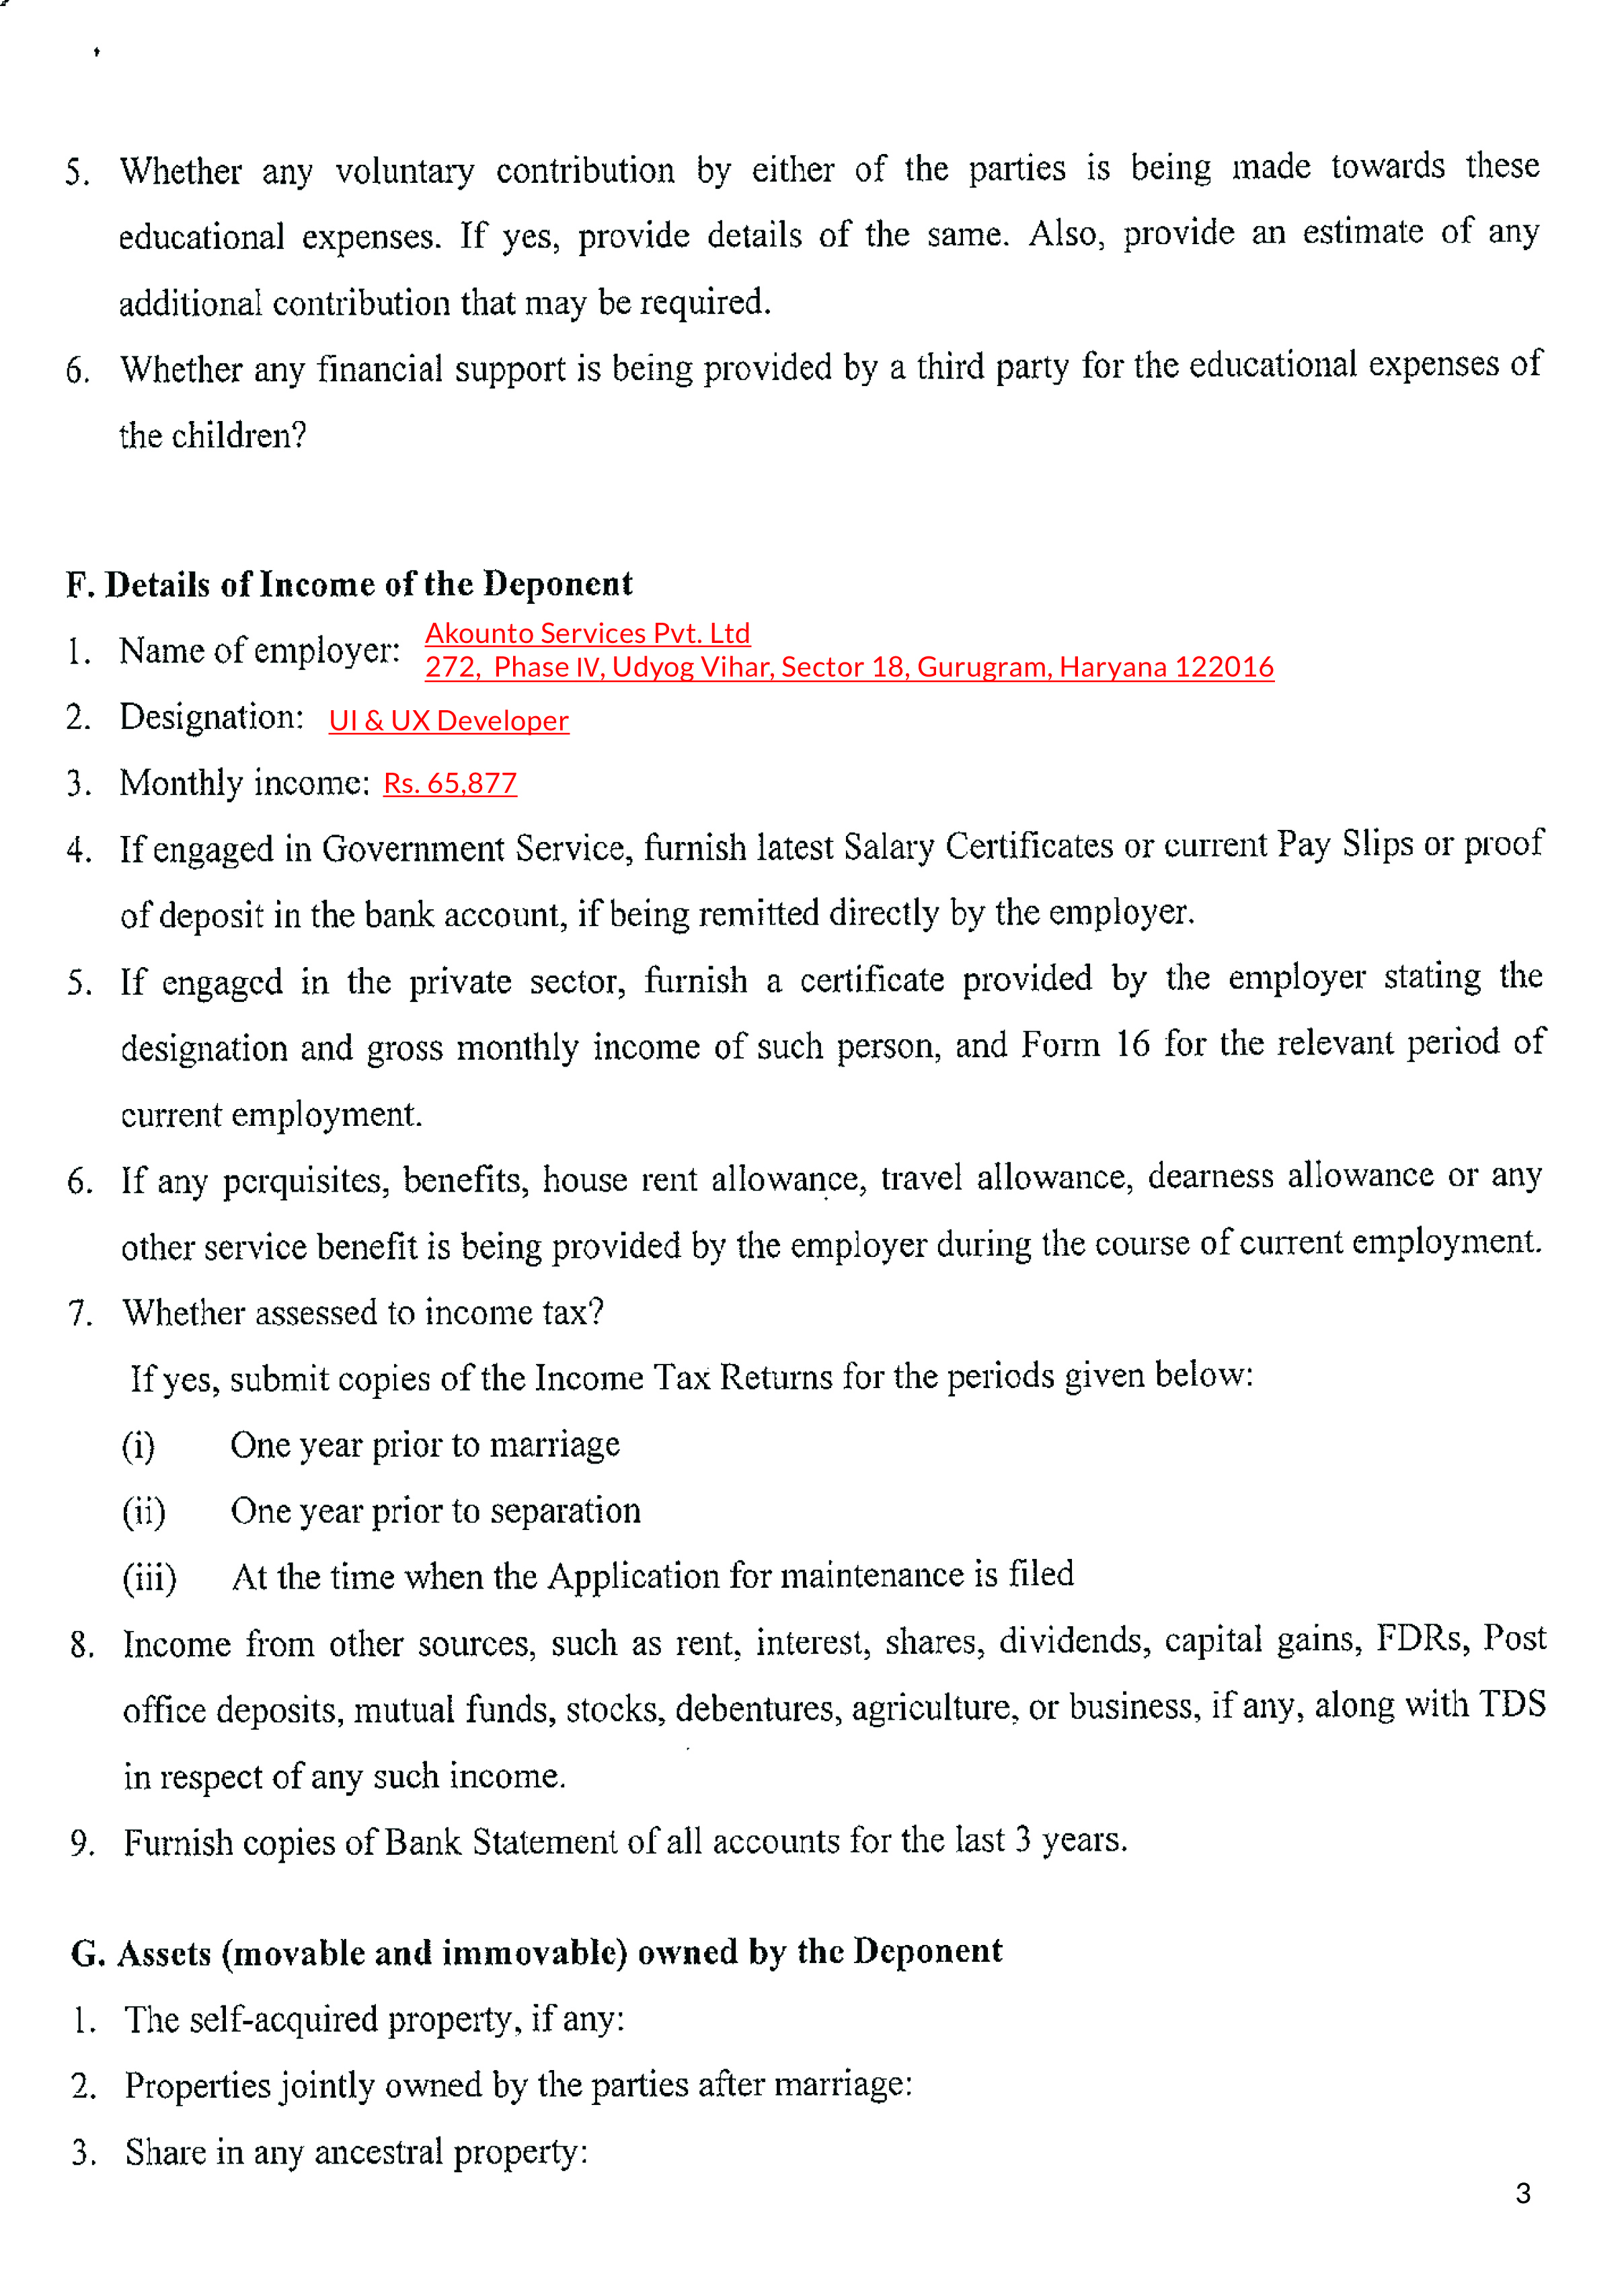 5. Whether any voluntary contribution by either of the parties is being made towards these
educational expenses. If yes, provide details of the same. Also, provide an estimate of any
additional contribution that may be required.
6. Whether any financial support is being provided by a third party for the educational expenses of
the children?
F. Details of Income of the Deponent
1. Name of employer: Akounto Services Pvt. Ltd
272, Phase IV, Udyog Vihar, Sector 18, Gurugram, Haryana 122016
2. Designation: UI & UX Developer
3. Monthly income: Rs. 65,877
4. If engaged in Government Service, furnish latest Salary Certificates or current Pay Slips or proof
of deposit in the bank account, if being remitted directly by the employer.
5. If engaged in the private sector, furnish a certificate provided by the employer stating the
designation and gross monthly income of such person, and Form 16 for the relevant period of
current employment.
6. If any perquisites, benefits, house rent allowance, travel allowance, dearness allowance or any
other service benefit is being provided by the employer during the course of current employment.
7. Whether assessed to income tax?
If yes, submit copies of the Income Tax Returns for the periods given below:
(i) One year prior to marriage
(ii) One year prior to separation
(iii) At the time when the Application for maintenance is filed
8. Income from other sources, such as rent, interest, shares, dividends, capital gains, FDRs, Post
office deposits, mutual funds, stocks, debentures, agriculture, or business, if any, along with TDS
in respect of any such income.
9. Furnish copies of Bank Statement of all accounts for the last 3 years.
G. Assets (movable and immovable) owned by the Deponent
1. The self-acquired property, if any:
2. Properties jointly owned by the parties after marriage:
3. Share in any ancestral property:
3